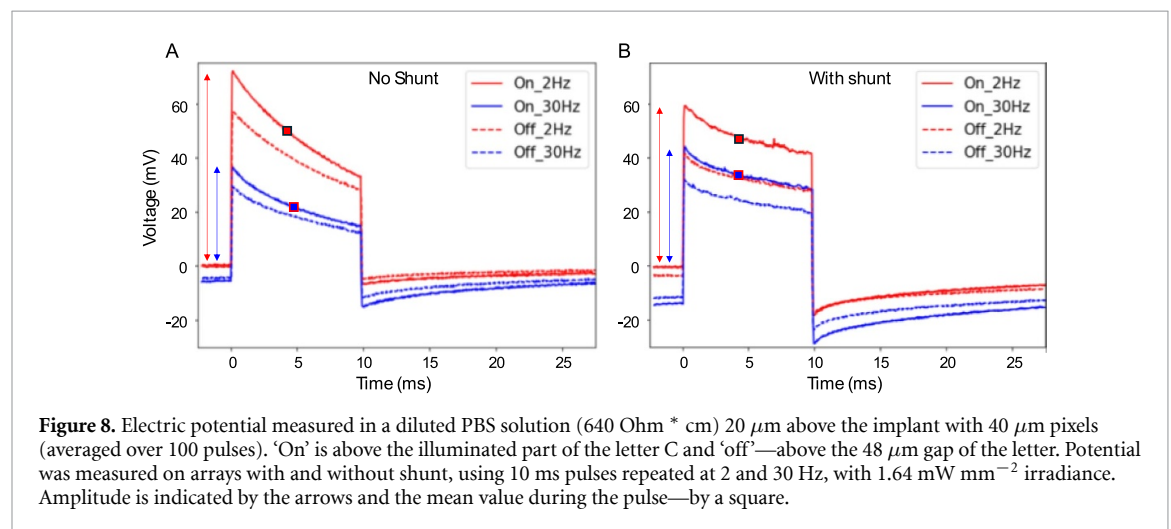 A
B
No Shunt
With shunt
On_2Hz
On_30Hz
Off_2Hz
Off_30Hz
On_2Hz
On_30Hz
Off_2Hz
Off_30Hz
Voltage (mV)
60
40
20
0
-20
60
40
20
0
-20
0 5 10 15 20 25
0 5 10 15 20 25
Time (ms)
Time (ms)
Figure 8. Electric potential measured in a diluted PBS solution (640 Ohm * cm) 20 μm above the implant with 40 μm pixels
(averaged over 100 pulses). ‘On’ is above the illuminated part of the letter C and ‘off’—above the 48 μm gap of the letter. Potential
was measured on arrays with and without shunt, using 10 ms pulses repeated at 2 and 30 Hz, with 1.64 mW mm−2 irradiance.
Amplitude is indicated by the arrows and the mean value during the pulse—by a square.